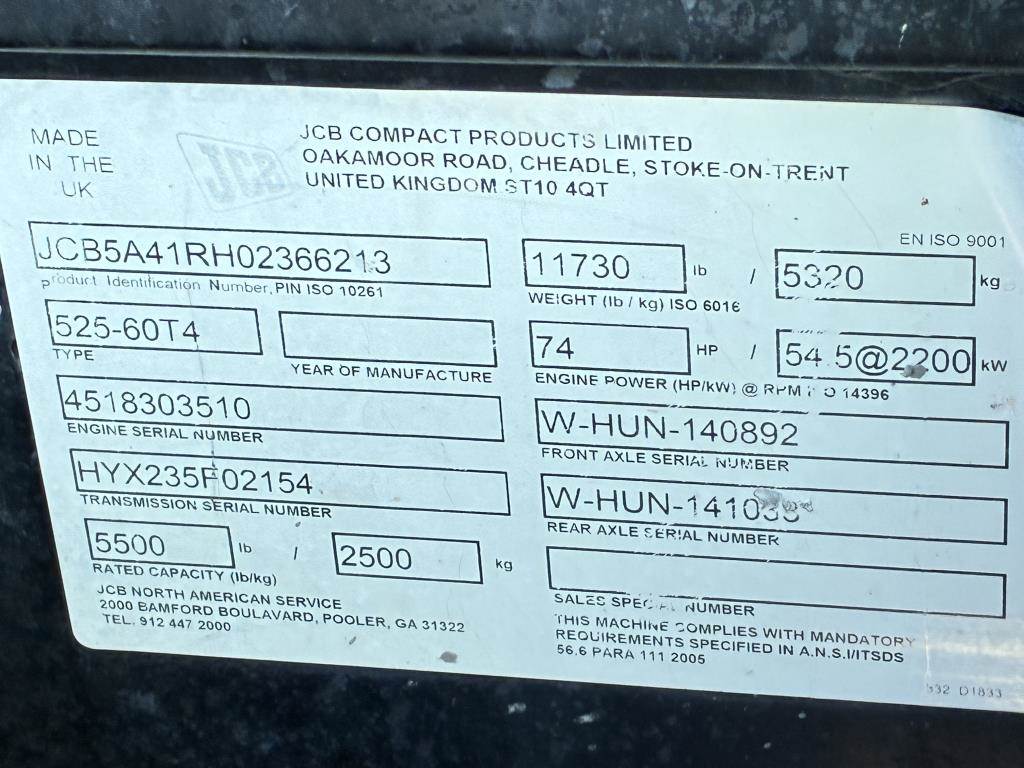 MADE
IN THE
UK
JCB
JCB COMPACT PRODUCTS LIMITED
OAKAMOOR ROAD, CHEADLE, STOKE-ON-TRENT
UNITED KINGDOM ST10 4QT
EN ISO 9001
JCB5A41RH02366213
Product Identification Number, PIN ISO 10261
11730 lb / 5320 kg
WEIGHT (lb / kg) ISO 6016
525-60T4
TYPE
YEAR OF MANUFACTURE
74 HP / 54.5@2200 kW
ENGINE POWER (HP/kW) @ RPM ISO 14396
4518303510
ENGINE SERIAL NUMBER
W-HUN-140892
FRONT AXLE SERIAL NUMBER
HYX235F02154
TRANSMISSION SERIAL NUMBER
REAR AXLE SERIAL NUMBER
5500 lb / 2500 kg
RATED CAPACITY (lb/kg)
SALES SPEC NUMBER
JCB NORTH AMERICAN SERVICE
2000 BAMFORD BOULAVARD, POOLER, GA 31322
TEL. 912 447 2000
THIS MACHINE COMPLIES WITH MANDATORY
REQUIREMENTS SPECIFIED IN A.N.S.I/ITSDS
56.6 PARA 111 2005
D1833